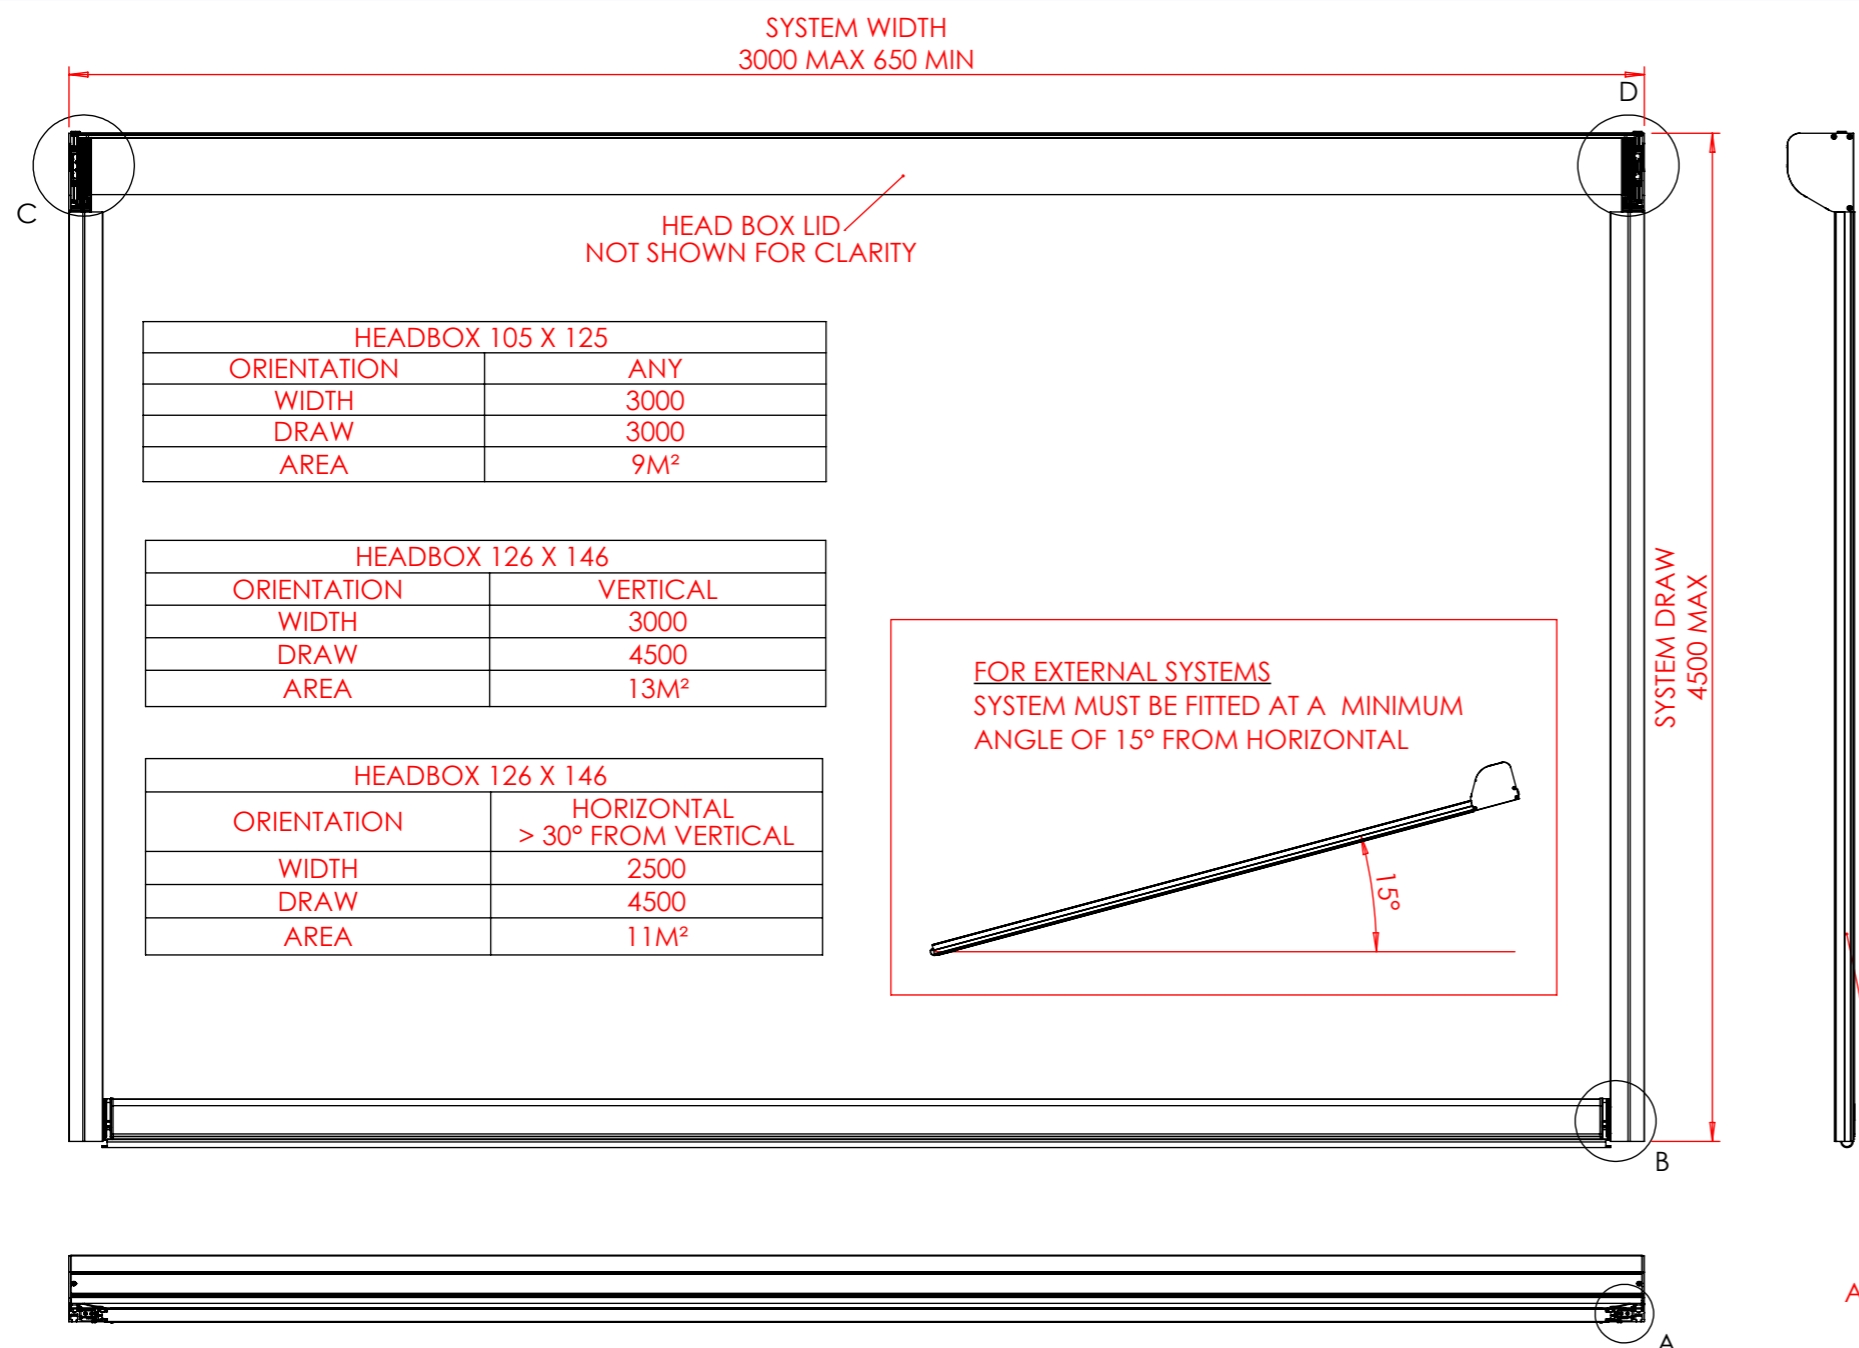 SYSTEM WIDTH
3000 MAX 650 MIN
D
C
HEAD BOX LID
NOT SHOWN FOR CLARITY
HEADBOX 105 X 125
ORIENTATION ANY
WIDTH 3000
DRAW 3000
AREA 9M²
HEADBOX 126 X 146
ORIENTATION VERTICAL
WIDTH 3000
DRAW 4500
AREA 13M²
HEADBOX 126 X 146
ORIENTATION HORIZONTAL
> 30° FROM VERTICAL
WIDTH 2500
DRAW 4500
AREA 11M²
FOR EXTERNAL SYSTEMS
SYSTEM MUST BE FITTED AT A MINIMUM
ANGLE OF 15° FROM HORIZONTAL
15°
SYSTEM DRAW
4500 MAX
B
A
A